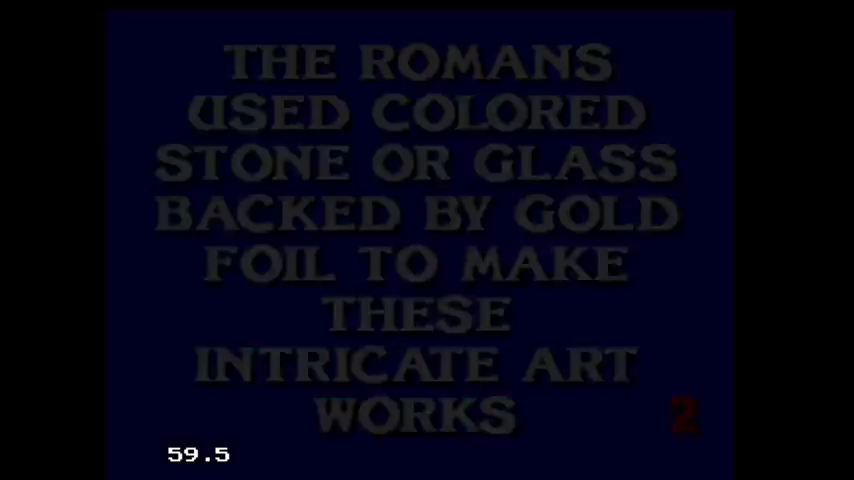 THE ROMANS
USED COLORED
STONE OR GLASS
BACKED BY GOLD
FOIL TO MAKE
THESE
INTRICATE ART
WORKS
2
59.5